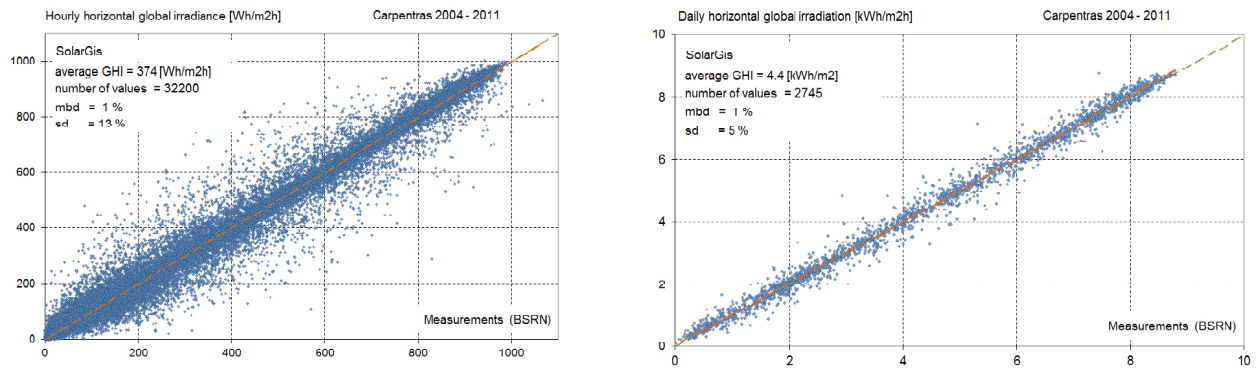 Hourly horizontal global irradiance [Wh/m2h] Carpentras 2004 - 2011
SolarGis
average GHI = 374 [Wh/m2h]
number of values = 32200
mbd = 1 %
sd = 13 %
1000
800
600
400
200
0
Measurements (BSRN)
0 200 400 600 800 1000
Daily horizontal global irradiation [kWh/m2h] Carpentras 2004 - 2011
10
SolarGis
average GHI = 4.4 [kWh/m2]
number of values = 2745
mbd = 1 %
sd = 5 %
8
6
4
2
0
Measurements (BSRN)
0 2 4 6 8 10